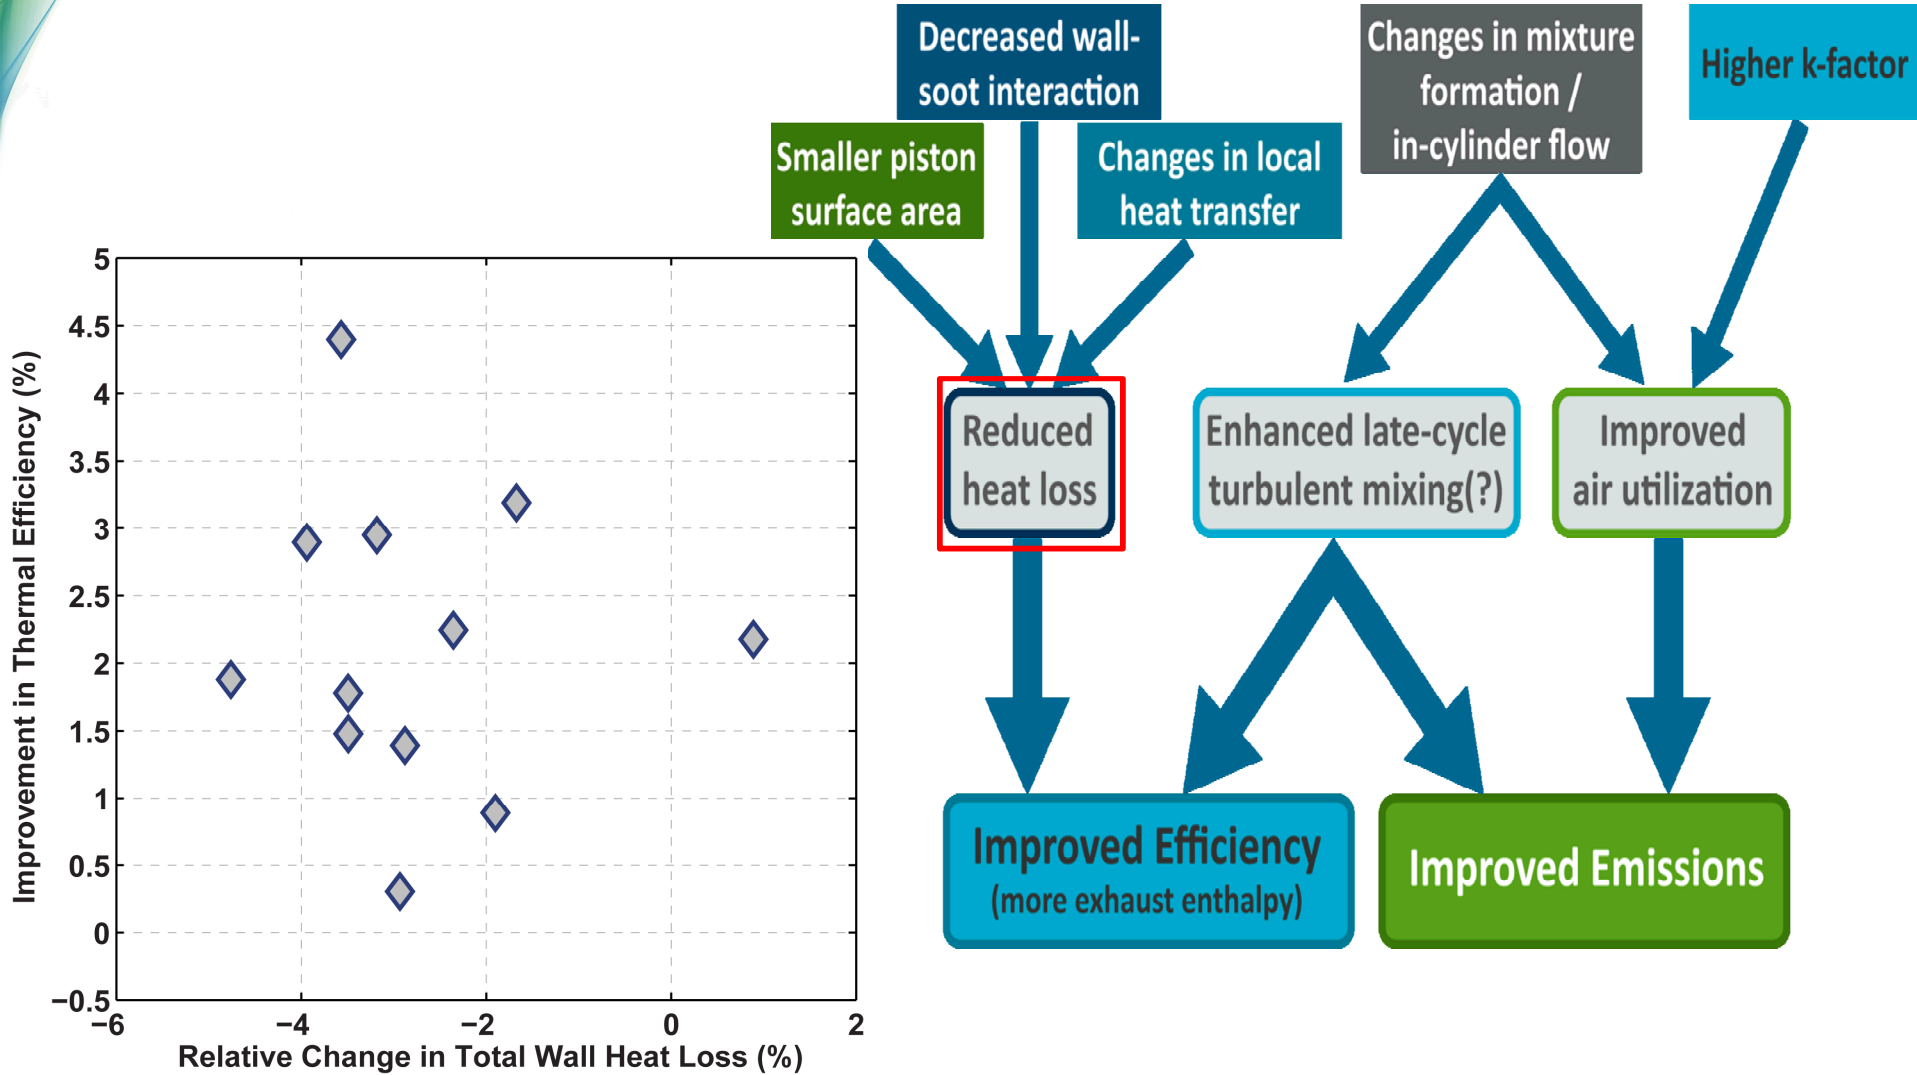 Decreased wall-
soot interaction
Changes in mixture
formation /
in-cylinder flow
Higher k-factor
Smaller piston
surface area
Changes in local
heat transfer
Reduced
heat loss
Enhanced late-cycle
turbulent mixing(?)
Improved
air utilization
Improved Efficiency
(more exhaust enthalpy)
Improved Emissions
Improvement in Thermal Efficiency (%)
5
4.5
4
3.5
3
2.5
2
1.5
1
0.5
0
−0.5
−6
−4
−2
0
2
Relative Change in Total Wall Heat Loss (%)